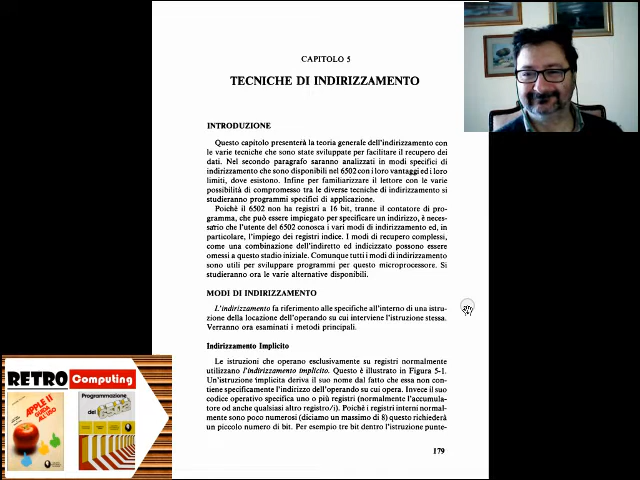 CAPITOLO 5
TECNICHE DI INDIRIZZAMENTO
INTRODUZIONE
Questo capitolo presenterà la teoria generale dell'indirizzamento con
le varie tecniche che sono state sviluppate per facilitare il recupero dei
dati. Nel secondo paragrafo saranno analizzati in modi specifici di
indirizzamento che sono disponibili nel 6502 con i loro vantaggi ed i loro
limiti, dove esistono. Infine per familiarizzare il lettore con le varie
possibilità di compromesso tra le diverse tecniche di indirizzamento si
studieranno programmi specifici di applicazione.
Poichè il 6502 non ha registri a 16 bit, tranne il contatore di pro-
gramma, che può essere impiegato per specificare un indirizzo, è neces-
sario che l'utente del 6502 conosca i vari modi di indirizzamento ed, in
particolare, l'impiego dei registri indice. I modi di recupero complessi,
come una combinazione dell'indiretto ed indicizzato possono essere
omessi a questo stadio iniziale. Comunque tutti i modi di indirizzamento
sono utili per sviluppare programmi per questo microprocessore. Si
studieranno ora le varie alternative disponibili.
MODI DI INDIRIZZAMENTO
L'indirizzamento fa riferimento alle specifiche all'interno di una istru-
zione della locazione dell'operando su cui interviene l'istruzione stessa.
Verranno ora esaminati i metodi principali.
Indirizzamento Implicito
Le istruzioni che operano esclusivamente su registri normalmente
utilizzano l'indirizzamento implicito. Questo è illustrato in Figura 5-1.
Un'istruzione implicita deriva il suo nome dal fatto che essa non con-
tiene specificamente l'indirizzo dell'operando su cui opera. Invece il suo
codice operativo specifica uno o più registri (normalmente l'accumula-
tore ed anche qualsiasi altro registro/i). Poichè i registri interni normal-
mente sono poco numerosi (diciamo un massimo di 8) questo richiederà
un piccolo numero di bit. Per esempio tre bit dentro l'istruzione punte-
179
RETRO Computing
APPLE II
GUIDA
ALL'USO
Programmazione
del 6502